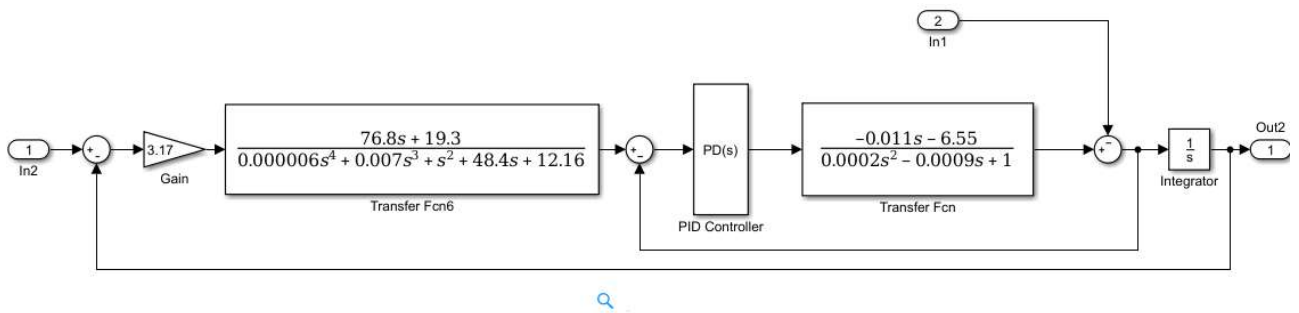 2
In1
1
In2
+
-
3.17
Gain
76.8s + 19.3
0.000006s⁴ + 0.007s³ + s² + 48.4s + 12.16
Transfer Fcn6
+
-
PD(s)
PID Controller
−0.011s − 6.55
0.0002s² − 0.0009s + 1
Transfer Fcn
+
−
1
s
Integrator
Out2
1